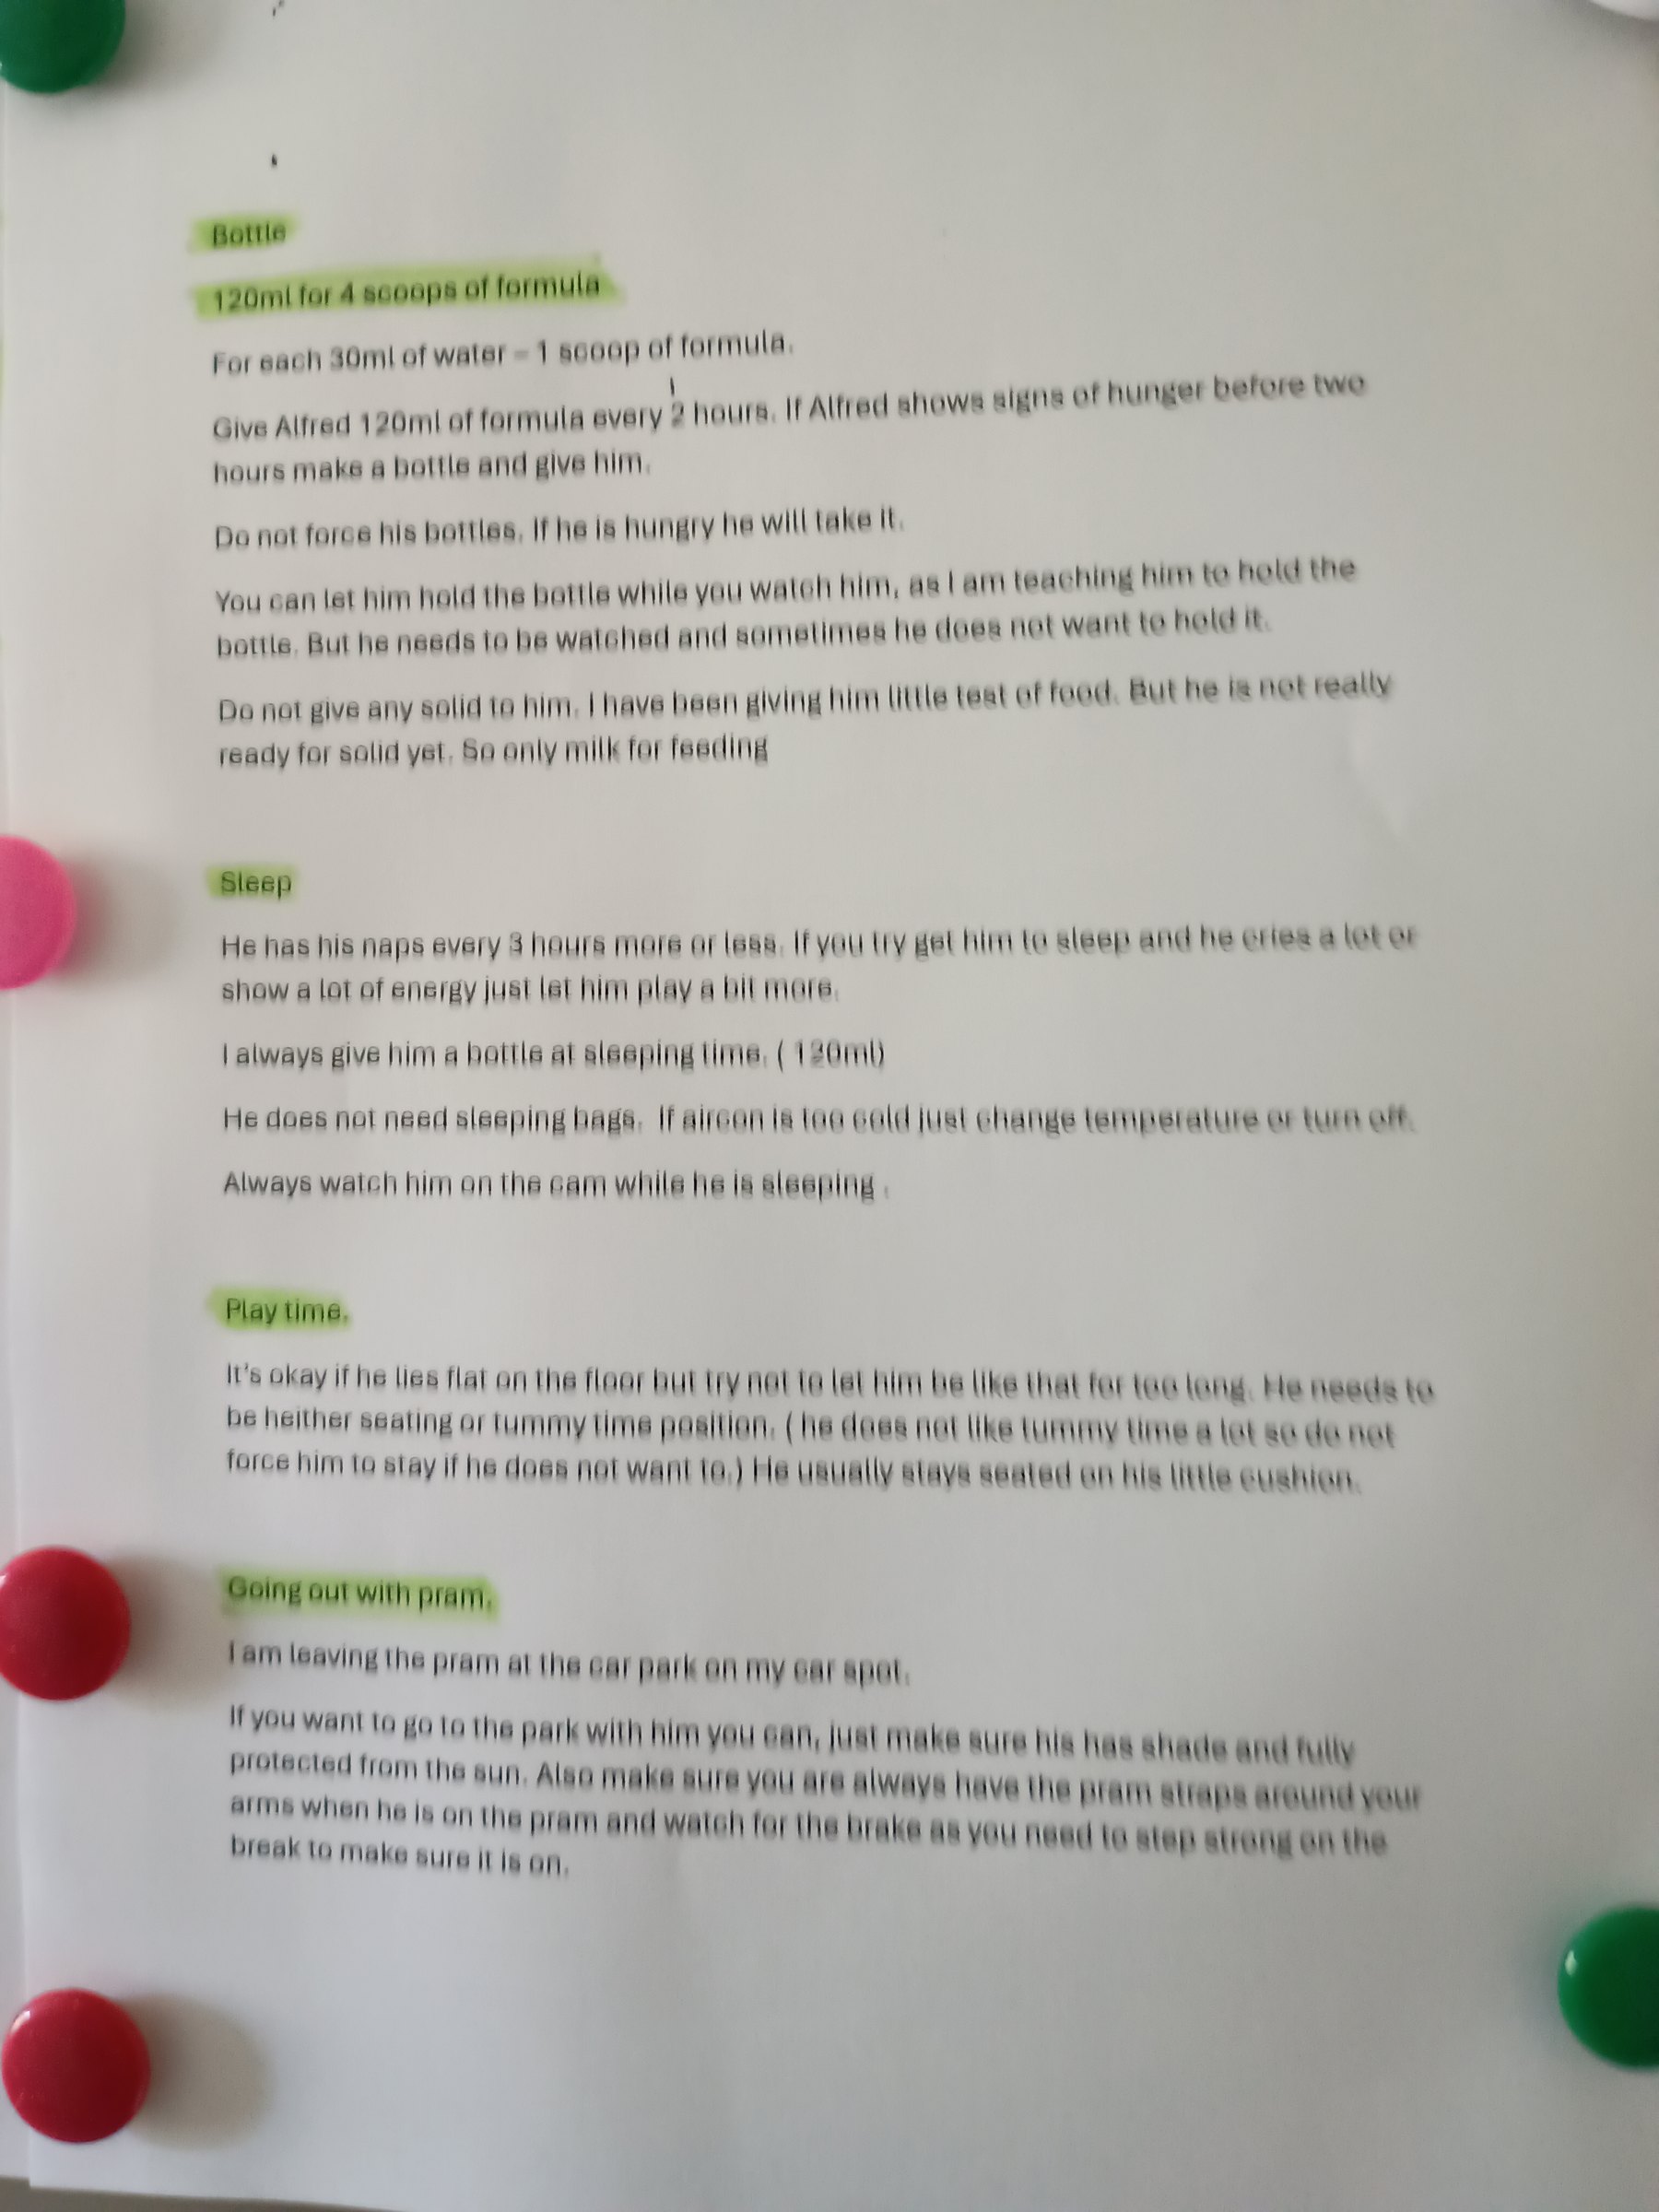 Bottle
120ml for 4 scoops of formula
For each 30ml of water – 1 scoop of formula.
Give Alfred 120ml of formula every 2 hours. If Alfred shows signs of hunger before two
hours make a bottle and give him.
Do not force his bottles. If he is hungry he will take it.
You can let him hold the bottle while you watch him, as I am teaching him to hold the
bottle. But he needs to be watched and sometimes he does not want to hold it.
Do not give any solid to him. I have been giving him little test of food. But he is not really
ready for solid yet. So only milk for feeding
Sleep
He has his naps every 3 hours more or less. If you try get him to sleep and he cries a lot or
show a lot of energy just let him play a bit more.
I always give him a bottle at sleeping time. ( 120ml)
He does not need sleeping bags.  If aircon is too cold just change temperature or turn off.
Always watch him on the cam while he is sleeping .
Play time.
It's okay if he lies flat on the floor but try not to let him be like that for too long. He needs to
be heither seating or tummy time position. ( he does not like tummy time a lot so do not
force him to stay if he does not want to.) He usually stays seated on his little cushion.
Going out with pram.
I am leaving the pram at the car park on my car spot.
If you want to go to the park with him you can, just make sure his has shade and fully
protected from the sun. Also make sure you are always have the pram straps around your
arms when he is on the pram and watch for the brake as you need to step strong on the
break to make sure it is on.